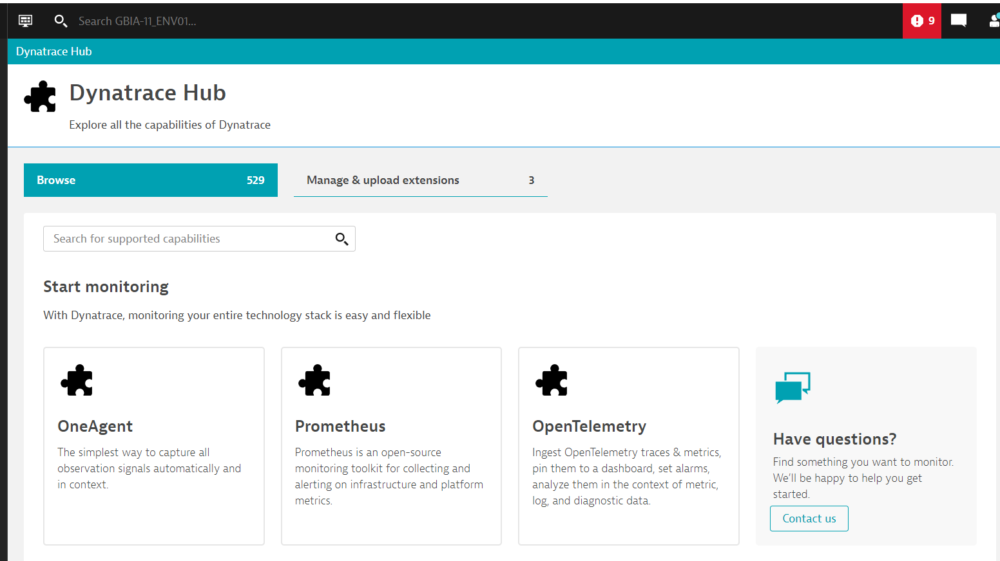 Search GBIA-11_ENV01...
9
Dynatrace Hub
Dynatrace Hub
Explore all the capabilities of Dynatrace
Browse 529
Manage & upload extensions 3
Search for supported capabilities
Start monitoring
With Dynatrace, monitoring your entire technology stack is easy and flexible
OneAgent
The simplest way to capture all
observation signals automatically and
in context.
Prometheus
Prometheus is an open-source
monitoring toolkit for collecting and
alerting on infrastructure and platform
metrics.
OpenTelemetry
Ingest OpenTelemetry traces & metrics,
pin them to a dashboard, set alarms,
analyze them in the context of metric,
log, and diagnostic data.
Have questions?
Find something you want to monitor.
We'll be happy to help you get
started.
Contact us